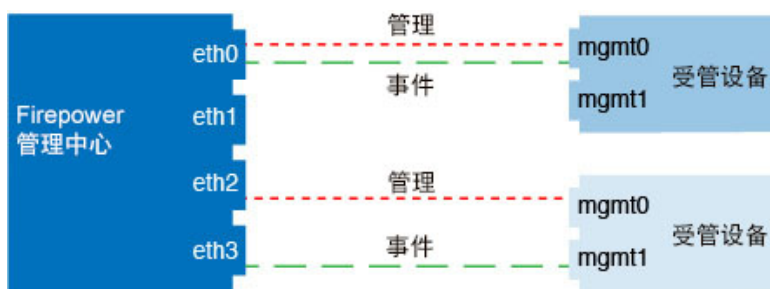 管理
eth0
mgmt0
受管设备
事件
mgmt1
Firepower
管理中心
eth1
管理
eth2
mgmt0
受管设备
事件
mgmt1
eth3